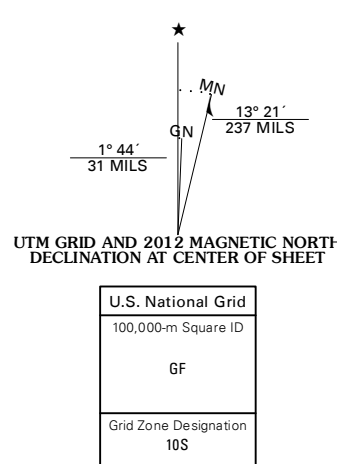 ★
MN
GN
13° 21´
237 MILS
1° 44´
31 MILS
UTM GRID AND 2012 MAGNETIC NORTH
DECLINATION AT CENTER OF SHEET
U.S. National Grid
100,000-m Square ID
GF
Grid Zone Designation
10S